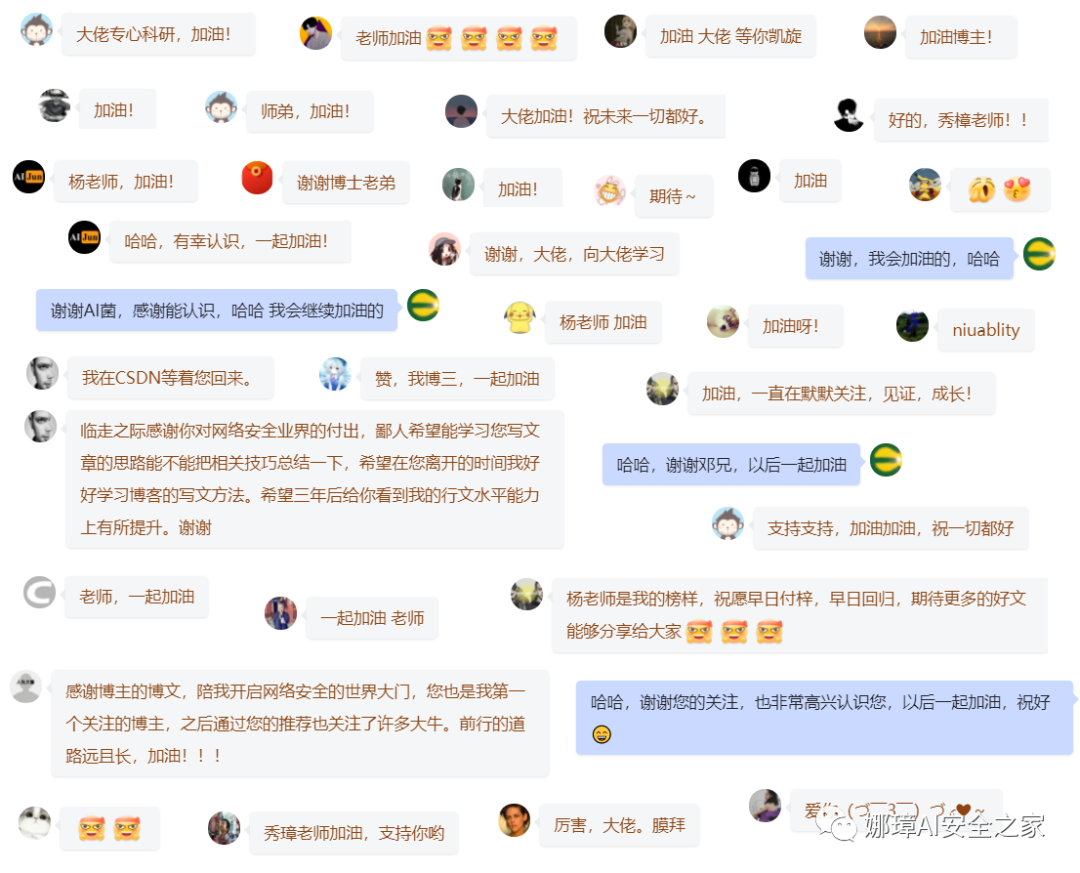 大佬专心科研，加油！
老师加油
加油 大佬 等你凯旋
加油博主！
加油！
师弟，加油！
大佬加油！祝未来一切都好。
好的，秀樟老师！！
AI Jun
杨老师，加油！
谢谢博士老弟
加油！
期待～
加油
AI Jun
哈哈，有幸认识，一起加油！
谢谢，大佬，向大佬学习
谢谢，我会加油的，哈哈
谢谢AI菌，感谢能认识，哈哈 我会继续加油的
杨老师 加油
加油呀！
niuablity
我在CSDN等着您回来。
赞，我博三，一起加油
加油，一直在默默关注，见证，成长！
临走之际感谢你对网络安全业界的付出，鄙人希望能学习您写文
章的思路能不能把相关技巧总结一下，希望在您离开的时间我好
好学习博客的写文方法。希望三年后给你看到我的行文水平能力
上有所提升。谢谢
哈哈，谢谢邓兄，以后一起加油
支持支持，加油加油，祝一切都好
老师，一起加油
一起加油 老师
杨老师是我的榜样，祝愿早日付梓，早日回归，期待更多的好文
能够分享给大家
感谢博主的博文，陪我开启网络安全的世界大门，您也是我第一
个关注的博主，之后通过您的推荐也关注了许多大牛。前行的道
路远且长，加油！！！
哈哈，谢谢您的关注，也非常高兴认识您，以后一起加油，祝好
秀璋老师加油，支持你哟
厉害，大佬。膜拜
娜璋AI安全之家